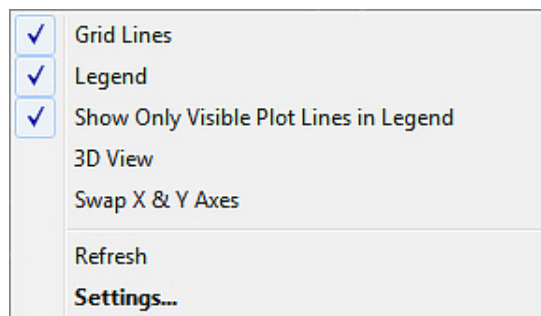 Grid Lines
Legend
Show Only Visible Plot Lines in Legend
3D View
Swap X & Y Axes
Refresh
Settings...